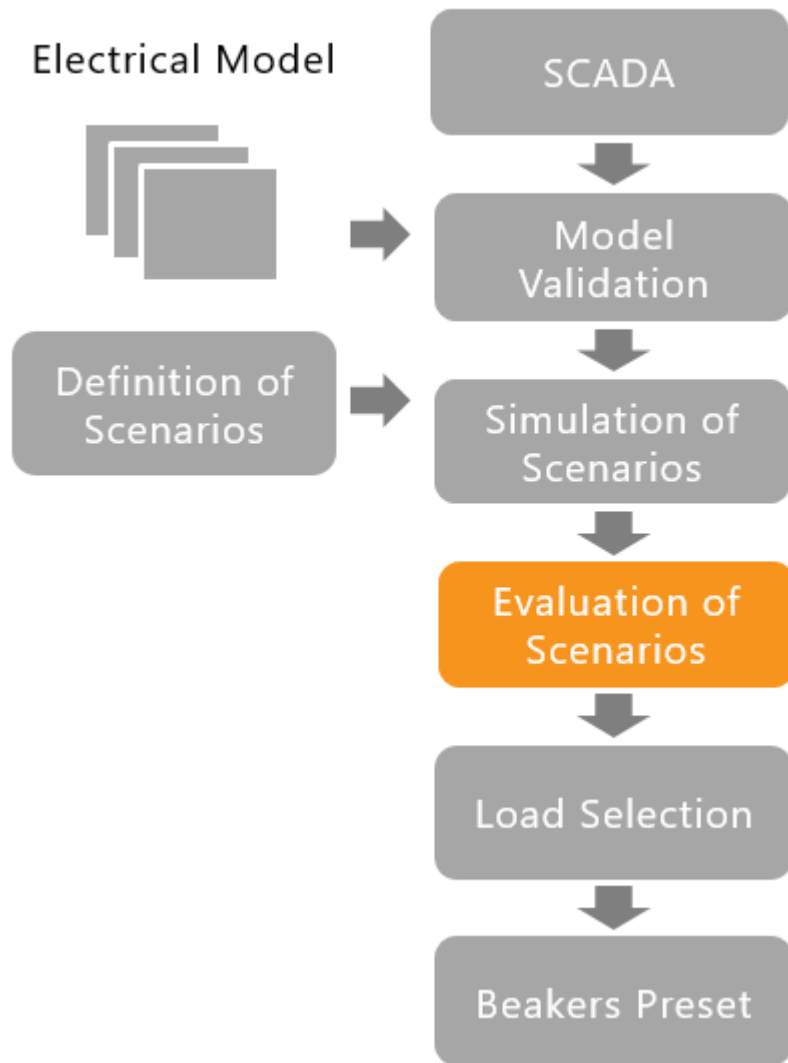 Electrical Model
SCADA
Model
Validation
Definition of
Scenarios
Simulation of
Scenarios
Evaluation of
Scenarios
Load Selection
Beakers Preset